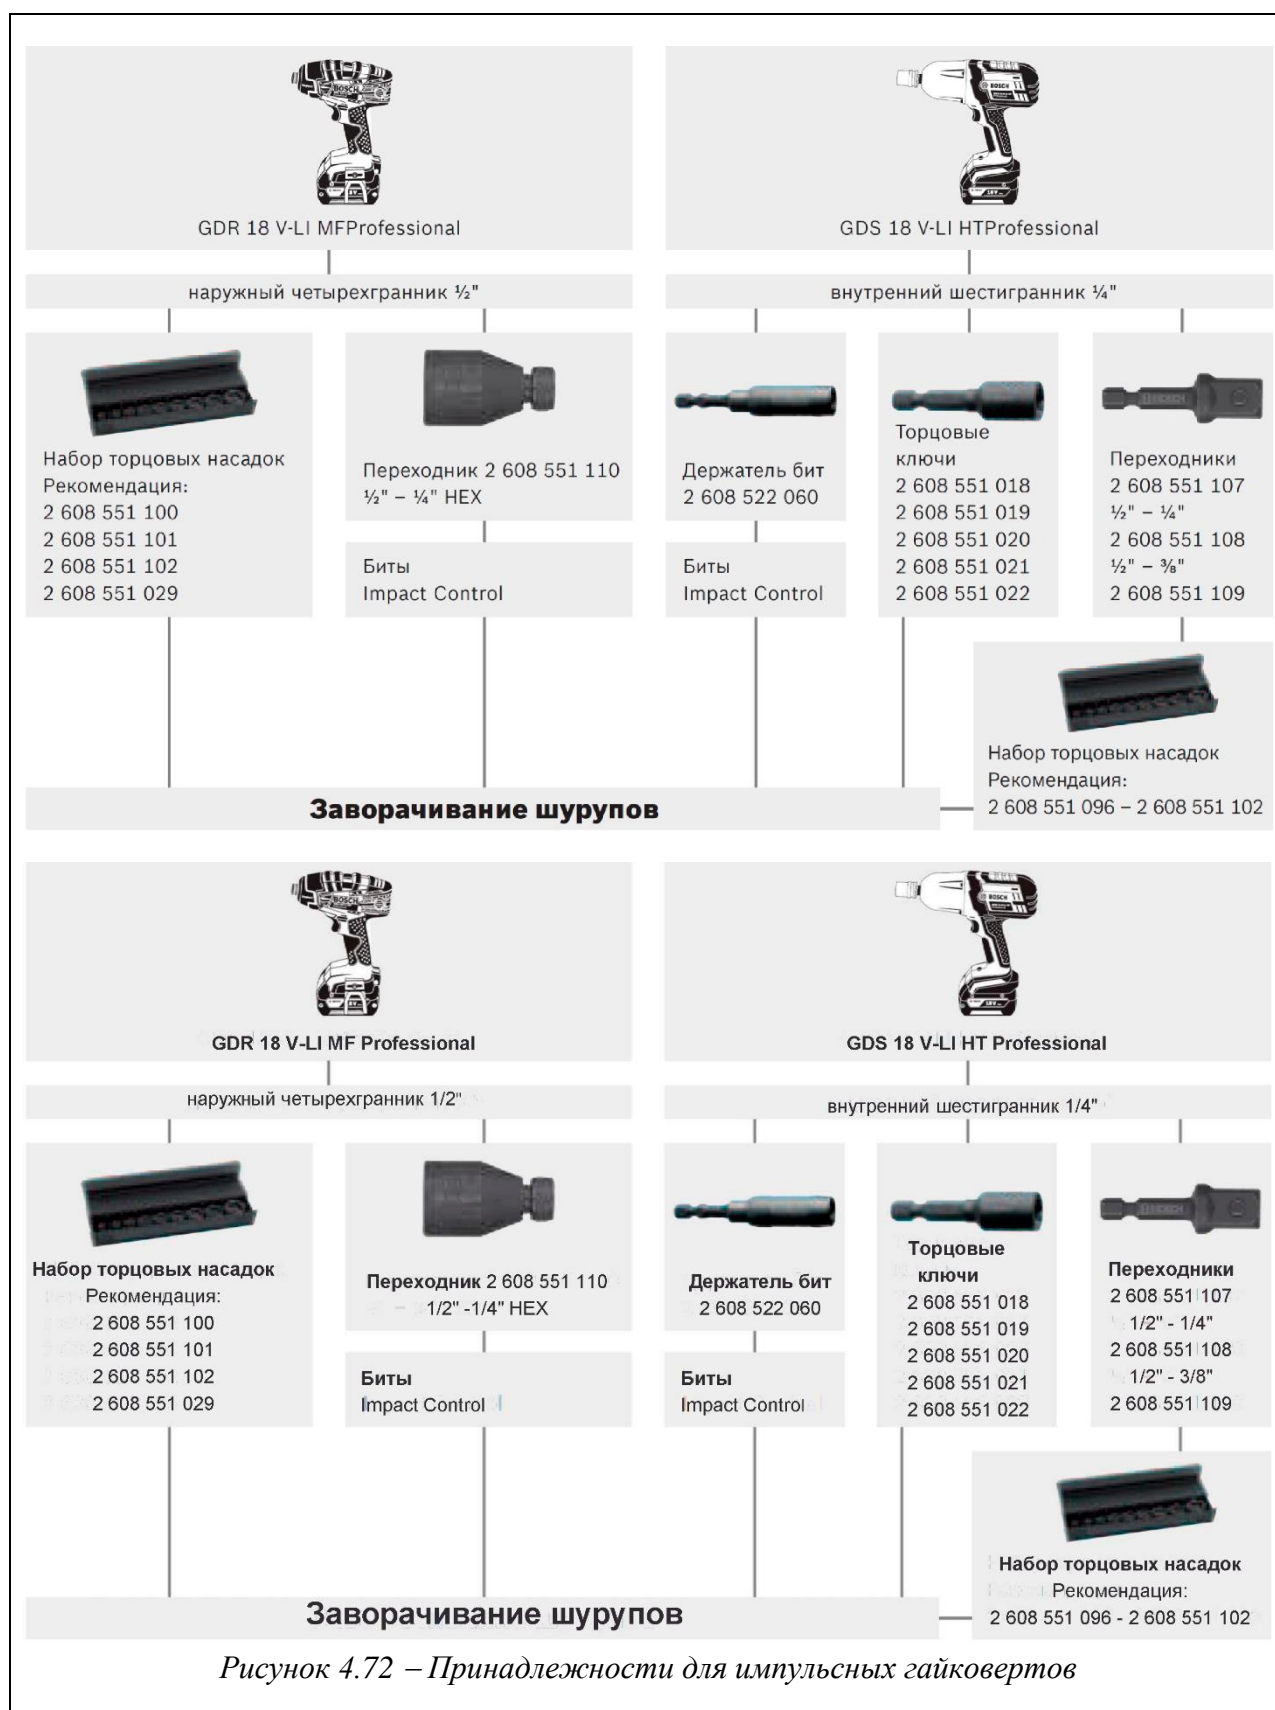 GDR 18 V-LI MFProfessional
GDS 18 V-LI HTProfessional
наружный четырехгранник ½"
внутренний шестигранник ¼"
Набор торцовых насадок
Рекомендация:
2 608 551 100
2 608 551 101
2 608 551 102
2 608 551 029
Переходник 2 608 551 110
½" – ¼" HEX
Биты
Impact Control
Держатель бит
2 608 522 060
Биты
Impact Control
Торцовые
ключи
2 608 551 018
2 608 551 019
2 608 551 020
2 608 551 021
2 608 551 022
Переходники
2 608 551 107
½" – ¼"
2 608 551 108
½" – ⅜"
2 608 551 109
Набор торцовых насадок
Рекомендация:
2 608 551 096 – 2 608 551 102
Заворачивание шурупов
GDR 18 V-LI MF Professional
GDS 18 V-LI HT Professional
наружный четырехгранник 1/2"
внутренний шестигранник 1/4"
Набор торцовых насадок
Рекомендация:
2 608 551 100
2 608 551 101
2 608 551 102
2 608 551 029
Переходник 2 608 551 110
1/2" -1/4" HEX
Биты
Impact Control
Держатель бит
2 608 522 060
Биты
Impact Control
Торцовые
ключи
2 608 551 018
2 608 551 019
2 608 551 020
2 608 551 021
2 608 551 022
Переходники
2 608 551 107
1/2" - 1/4"
2 608 551 108
1/2" - 3/8"
2 608 551 109
Набор торцовых насадок
Рекомендация:
2 608 551 096 - 2 608 551 102
Заворачивание шурупов
Рисунок 4.72 – Принадлежности для импульсных гайковертов